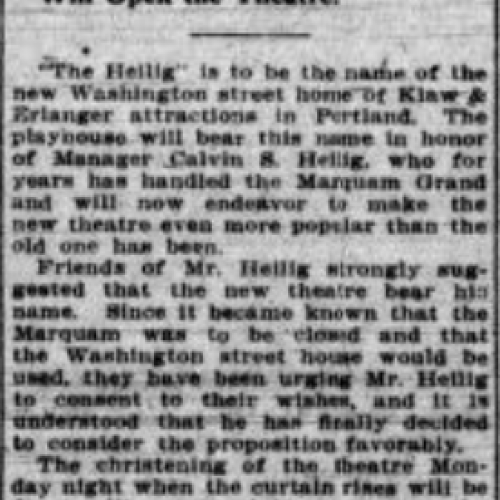 Will Open the Theatre.
"The Heilig" is to be the name of the
new Washington street home of Klaw &
Erlanger attractions in Portland. The
playhouse will bear this name in honor
of Manager Calvin S. Heilig, who for
years has handled the Marquam Grand
and will now endeavor to make the
new theatre even more popular than the
old one has been.
Friends of Mr. Heilig strongly sug-
gested that the new theatre bear his
name. Since it became known that the
Marquam was to be closed and that
the Washington street house would be
used, they have been urging Mr. Heilig
to consent to their wishes, and it is
understood that he has finally decided
to consider the proposition favorably.
The christening of the theatre Mon-
day night when the curtain rises will be